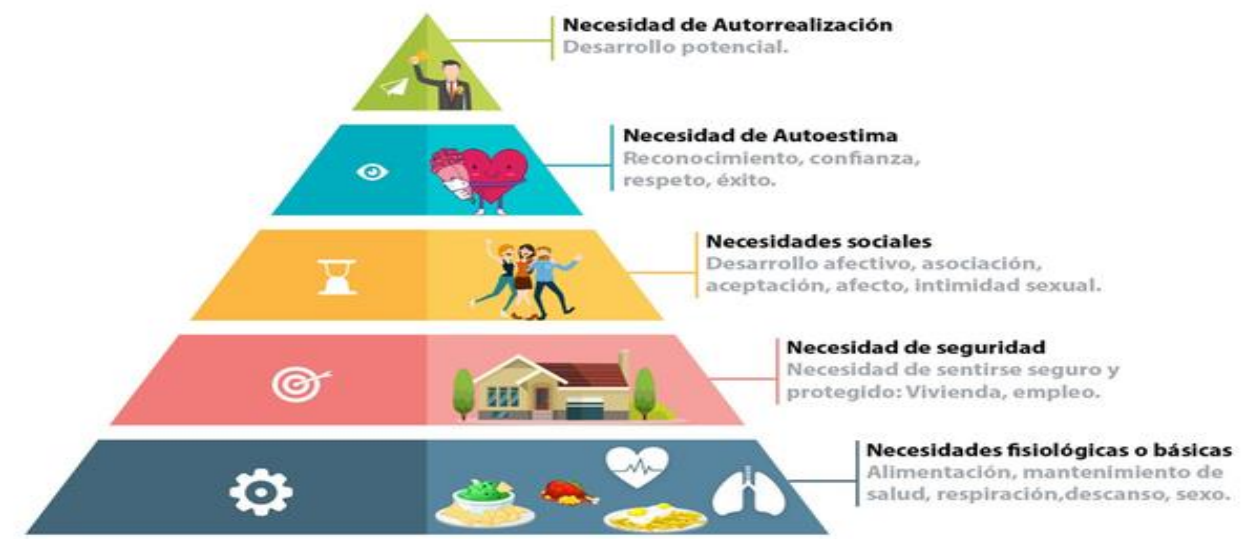 Necesidad de Autorrealización
Desarrollo potencial.
Necesidad de Autoestima
Reconocimiento, confianza,
respeto, éxito.
Necesidades sociales
Desarrollo afectivo, asociación,
aceptación, afecto, intimidad sexual.
Necesidad de seguridad
Necesidad de sentirse seguro y
protegido: Vivienda, empleo.
Necesidades fisiológicas o básicas
Alimentación, mantenimiento de
salud, respiración,descanso, sexo.